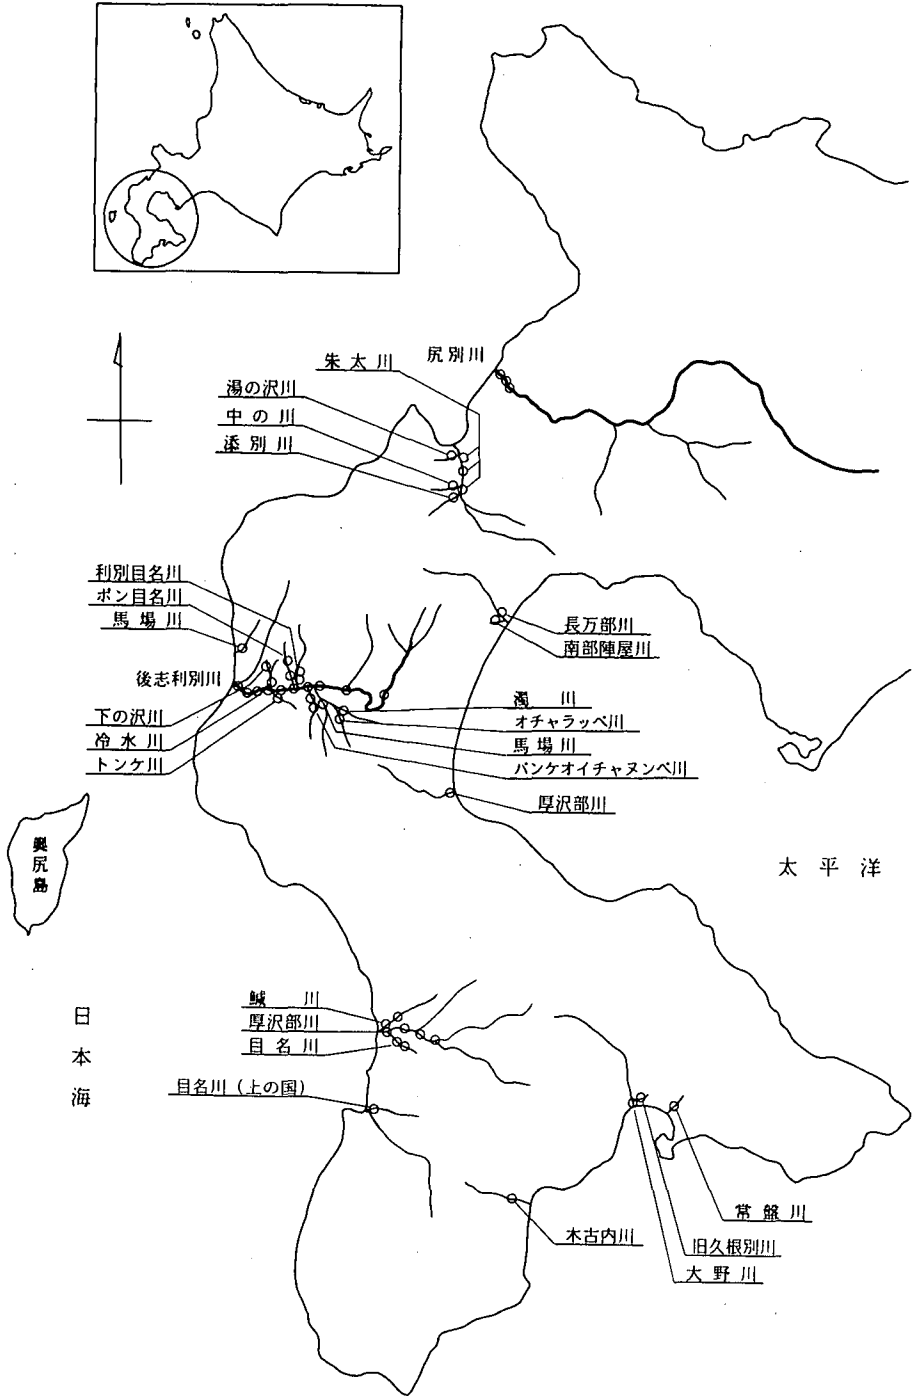 尻別川
朱太川
湯の沢川
中の川
添別川
利別目名川
ポン目名川
馬場川
後志利別川
下の沢川
冷水川
トンケ川
長万部川
南部陣屋川
濁川
オチャラッペ川
馬場川
パンケオイチャヌンペ川
厚沢部川
奥尻島
太平洋
日本海
鰔川
厚沢部川
目名川
目名川(上の国)
常盤川
旧久根別川
大野川
木古内川